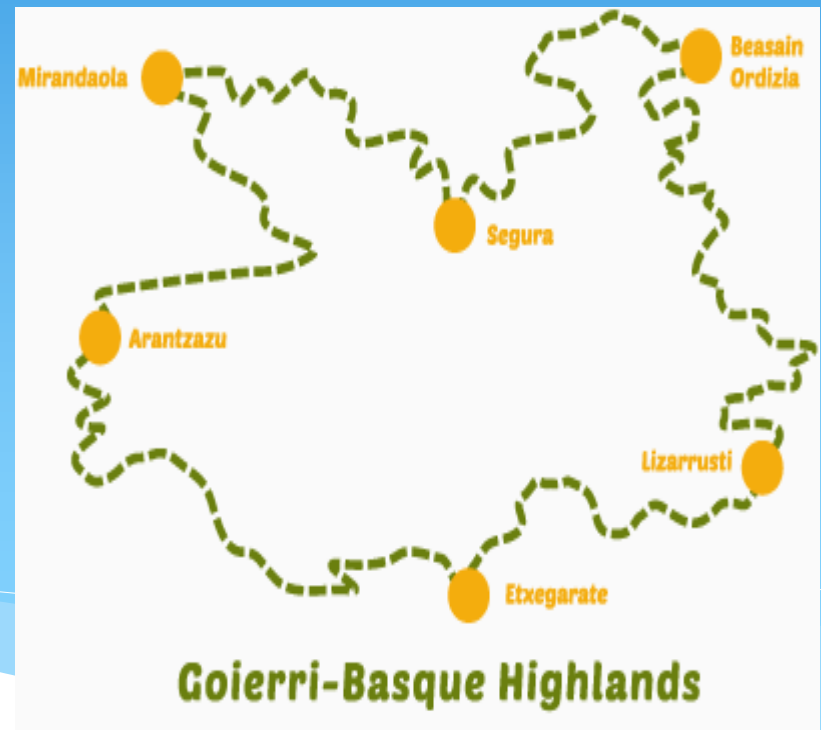 Mirandaola
Beasain
Ordizia
Segura
Arantzazu
Lizarrusti
Etxegarate
Goierri-Basque Highlands